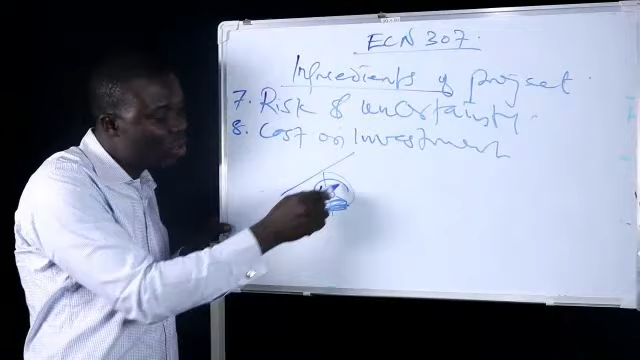 ECN 307.
Ingredients of project.
7. Risk & uncertainty.
8. Cost on Investment